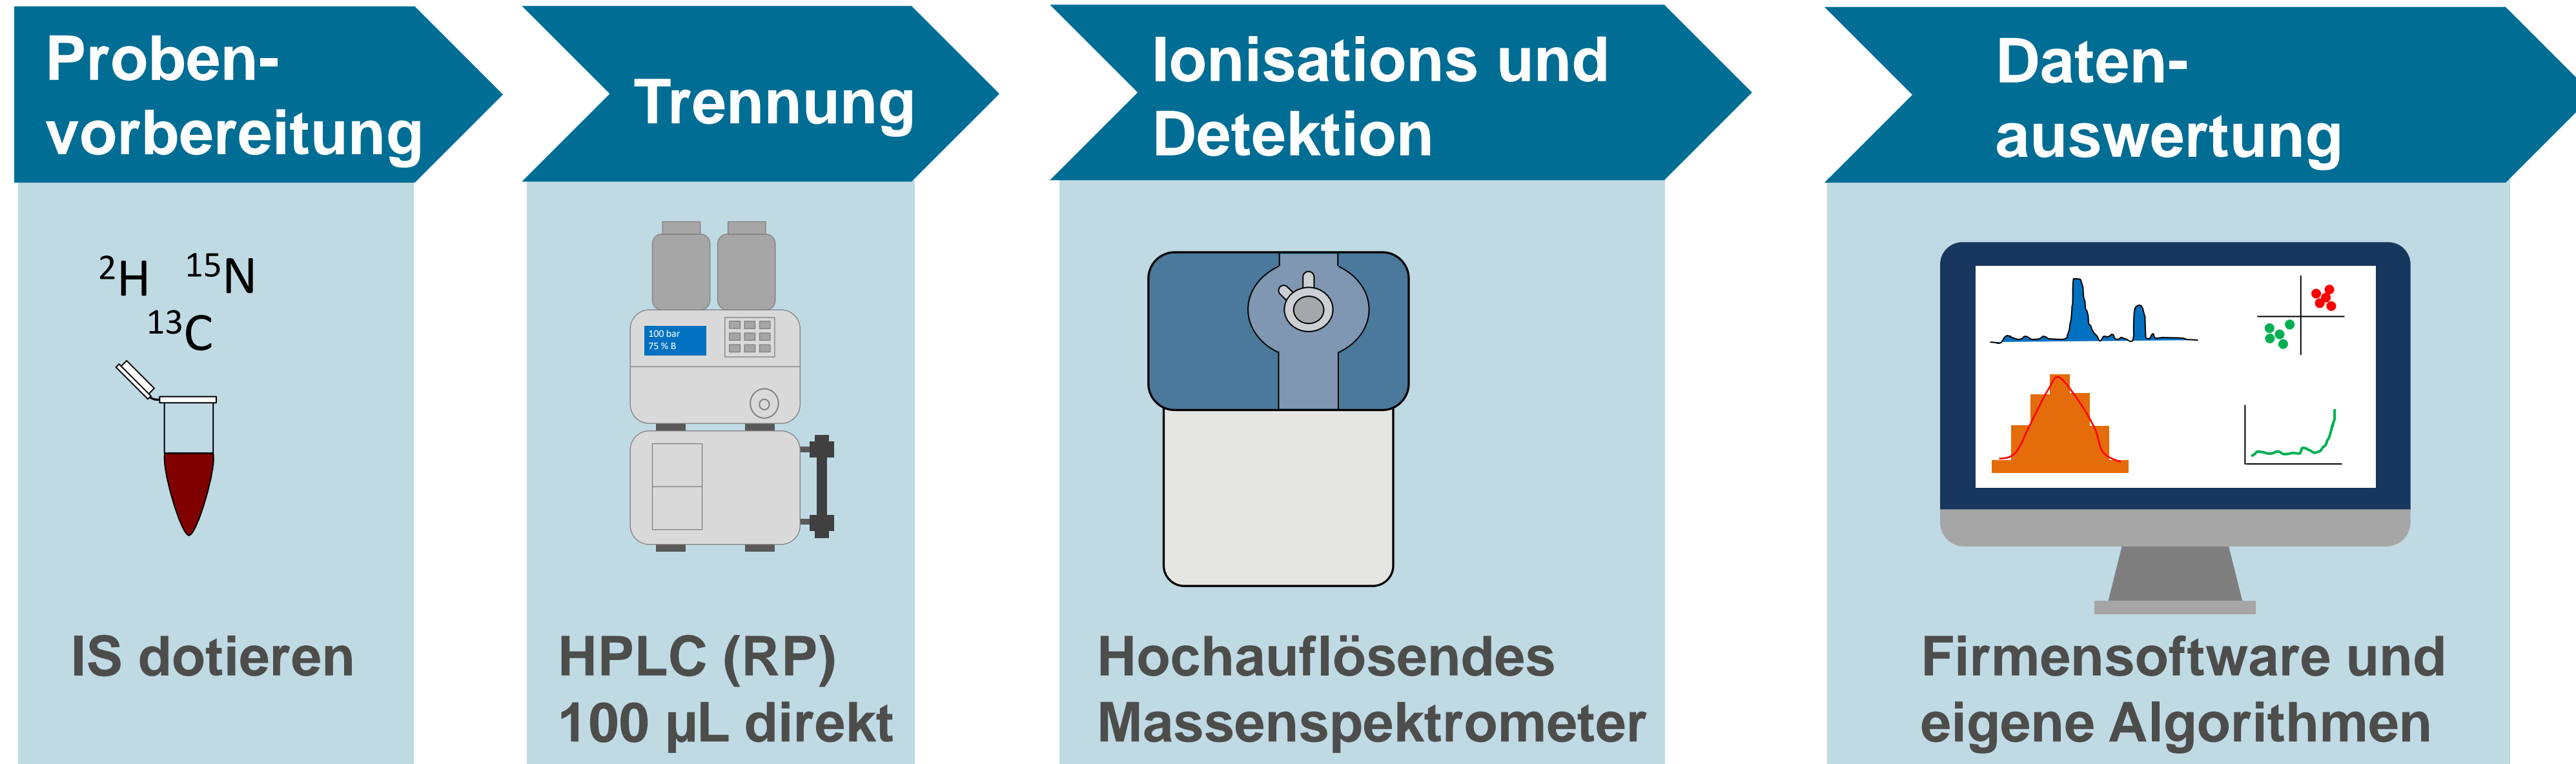 Proben-
vorbereitung
Trennung
Ionisations und
Detektion
Daten-
auswertung
²H ¹⁵N
¹³C
100 bar
75 % B
IS dotieren
HPLC (RP)
100 µL direkt
Hochauflösendes
Massenspektrometer
Firmensoftware und
eigene Algorithmen